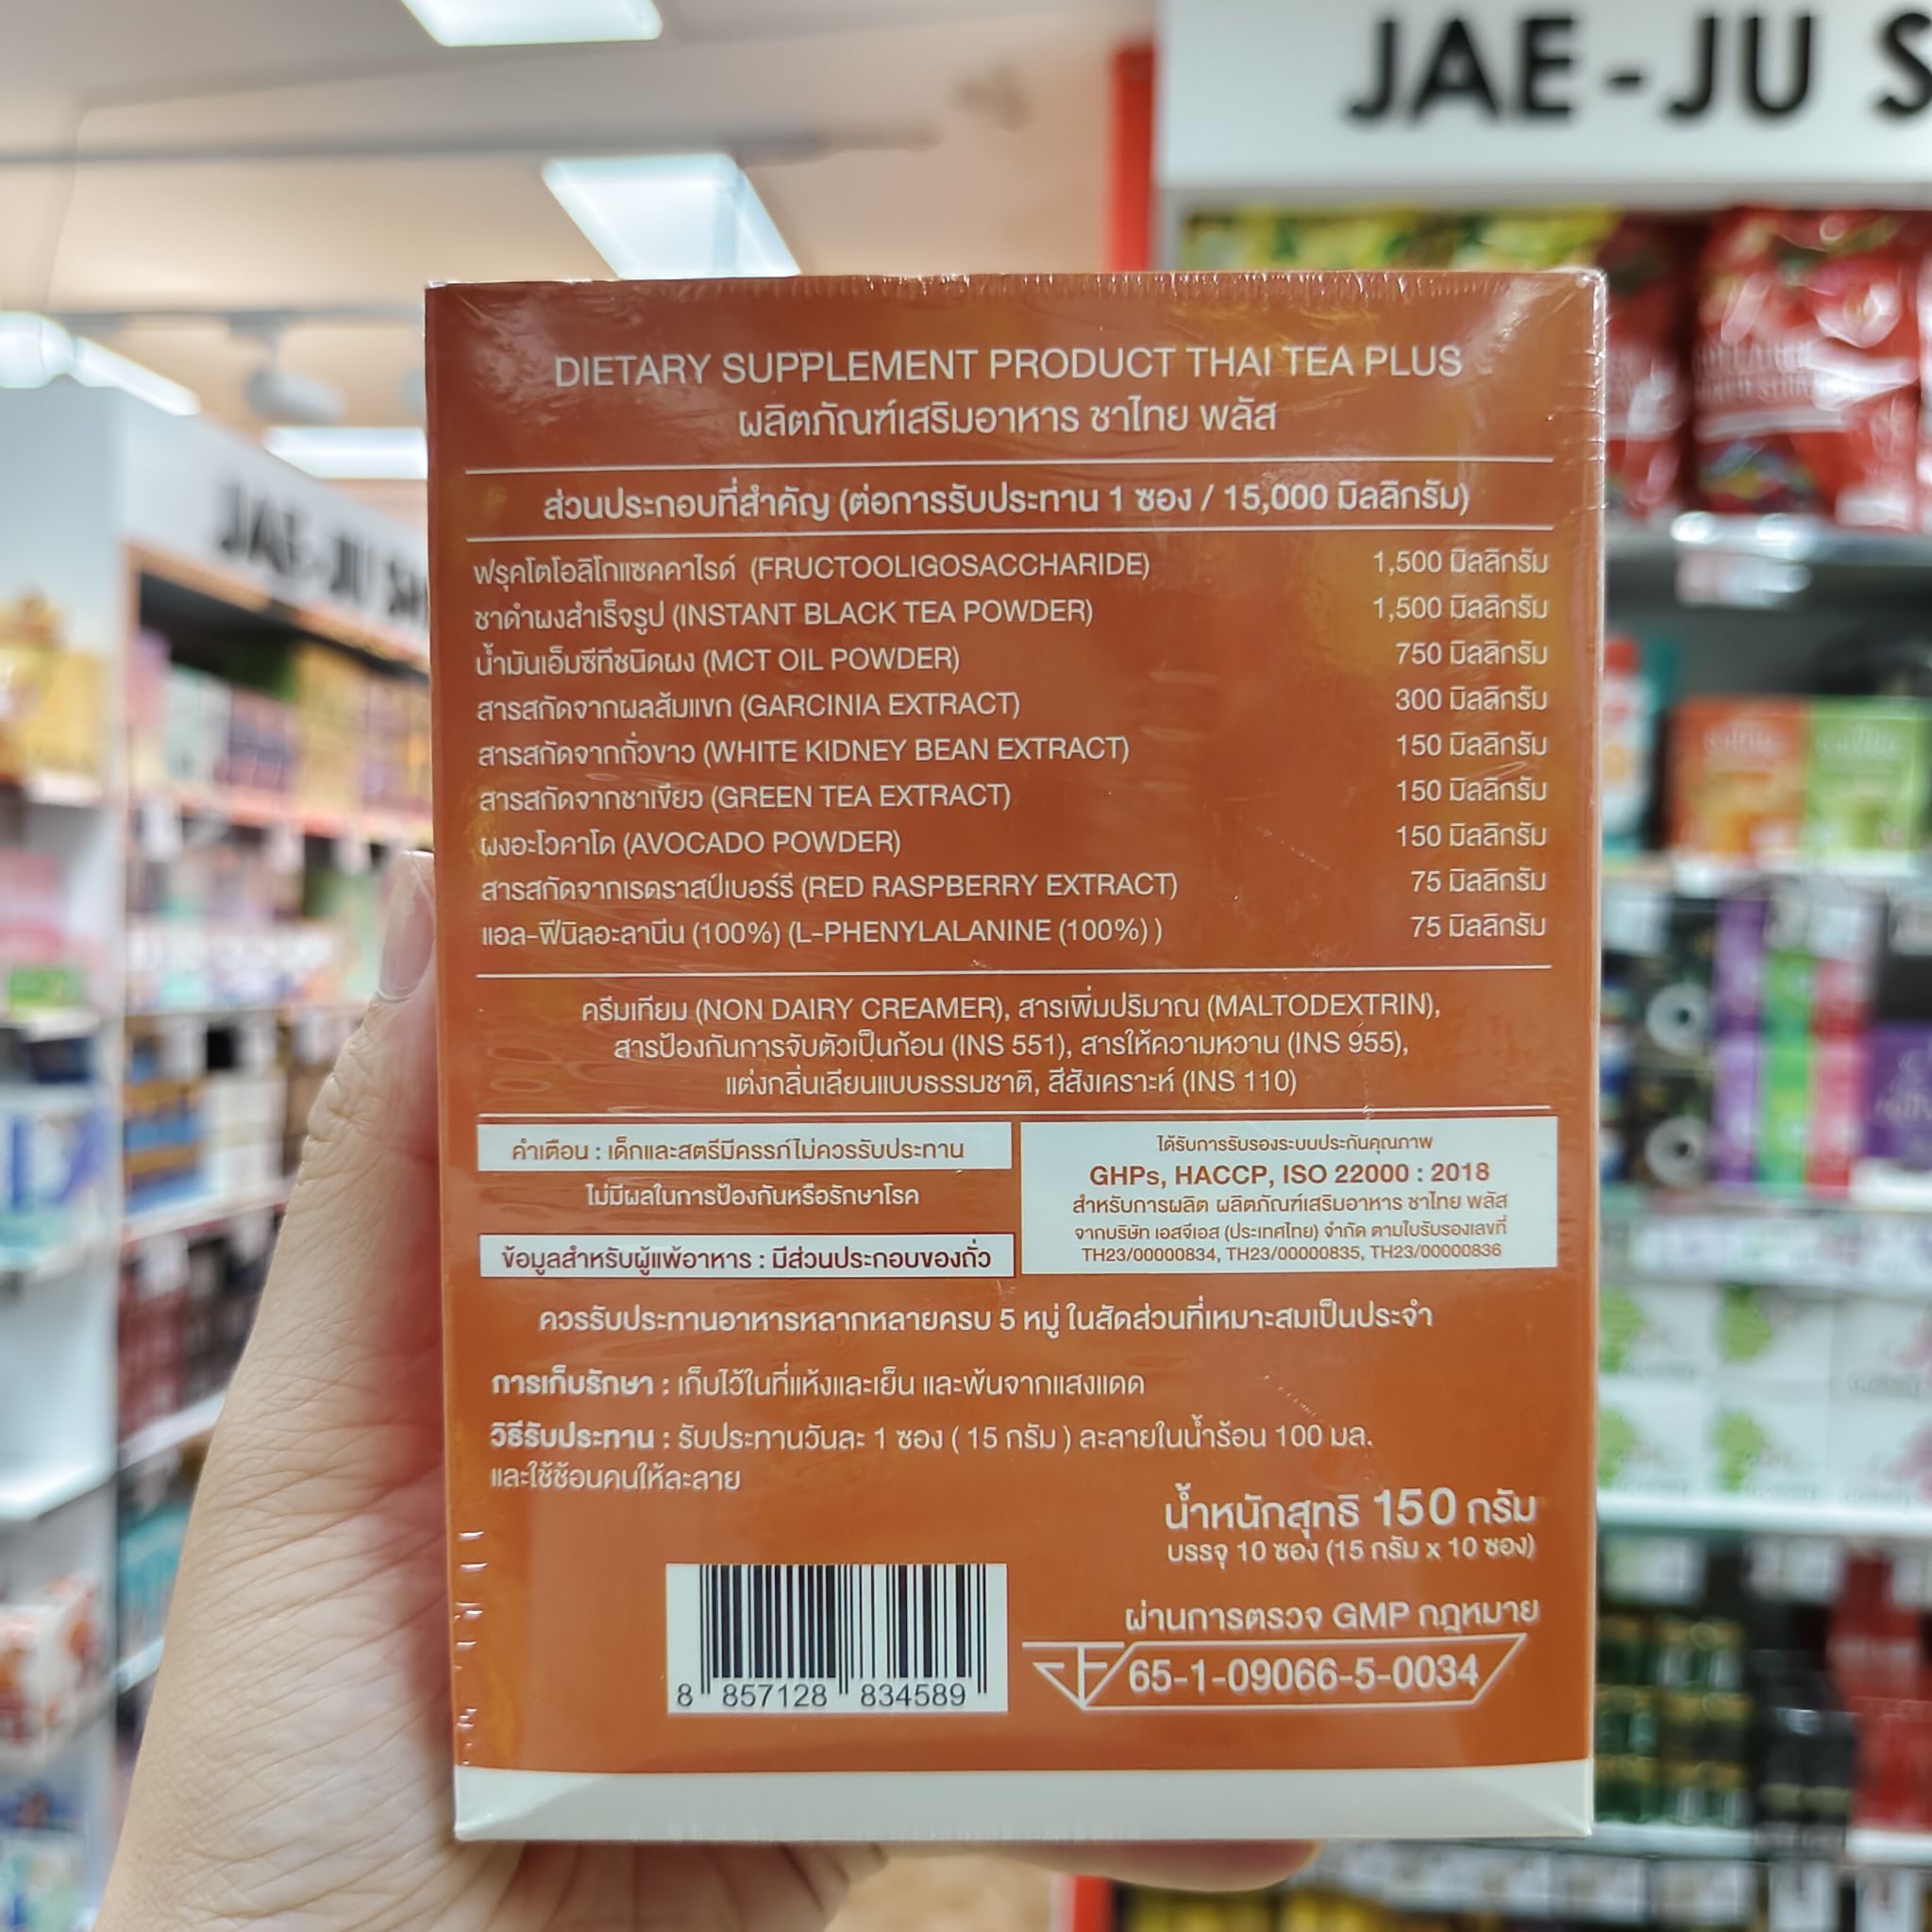 JAE-JU S
JAE-JU SH
DIETARY SUPPLEMENT PRODUCT THAI TEA PLUS
ผลิตภัณฑ์เสริมอาหาร ชาไทย พลัส
ส่วนประกอบที่สำคัญ (ต่อการรับประทาน 1 ซอง / 15,000 มิลลิกรัม)
ฟรุคโตโอลิโกแซคคาไรด์ (FRUCTOOLIGOSACCHARIDE) 1,500 มิลลิกรัม
ชาดำผงสำเร็จรูป (INSTANT BLACK TEA POWDER) 1,500 มิลลิกรัม
น้ำมันเอ็มซีทีชนิดผง (MCT OIL POWDER) 750 มิลลิกรัม
สารสกัดจากผลส้มแขก (GARCINIA EXTRACT) 300 มิลลิกรัม
สารสกัดจากถั่วขาว (WHITE KIDNEY BEAN EXTRACT) 150 มิลลิกรัม
สารสกัดจากชาเขียว (GREEN TEA EXTRACT) 150 มิลลิกรัม
ผงอะโวคาโด (AVOCADO POWDER) 150 มิลลิกรัม
สารสกัดจากเรดราสป์เบอร์รี (RED RASPBERRY EXTRACT) 75 มิลลิกรัม
แอล-ฟีนิลอะลานีน (100%) (L-PHENYLALANINE (100%) ) 75 มิลลิกรัม
ครีมเทียม (NON DAIRY CREAMER), สารเพิ่มปริมาณ (MALTODEXTRIN),
สารป้องกันการจับตัวเป็นก้อน (INS 551), สารให้ความหวาน (INS 955),
แต่งกลิ่นเลียนแบบธรรมชาติ, สีสังเคราะห์ (INS 110)
คำเตือน : เด็กและสตรีมีครรภ์ไม่ควรรับประทาน
ไม่มีผลในการป้องกันหรือรักษาโรค
ข้อมูลสำหรับผู้แพ้อาหาร : มีส่วนประกอบของถั่ว
ได้รับการรับรองระบบประกันคุณภาพ
GHPs, HACCP, ISO 22000 : 2018
สำหรับการผลิต ผลิตภัณฑ์เสริมอาหาร ชาไทย พลัส
จากบริษัท เอสจีเอส (ประเทศไทย) จำกัด ตามใบรับรองเลขที่
TH23/00000834, TH23/00000835, TH23/00000836
ควรรับประทานอาหารหลากหลายครบ 5 หมู่ ในสัดส่วนที่เหมาะสมเป็นประจำ
การเก็บรักษา : เก็บไว้ในที่แห้งและเย็น และพ้นจากแสงแดด
วิธีรับประทาน : รับประทานวันละ 1 ซอง ( 15 กรัม ) ละลายในน้ำร้อน 100 มล.
และใช้ช้อนคนให้ละลาย
น้ำหนักสุทธิ 150 กรัม
บรรจุ 10 ซอง (15 กรัม x 10 ซอง)
ผ่านการตรวจ GMP กฎหมาย
65-1-09066-5-0034
8 857128 834589